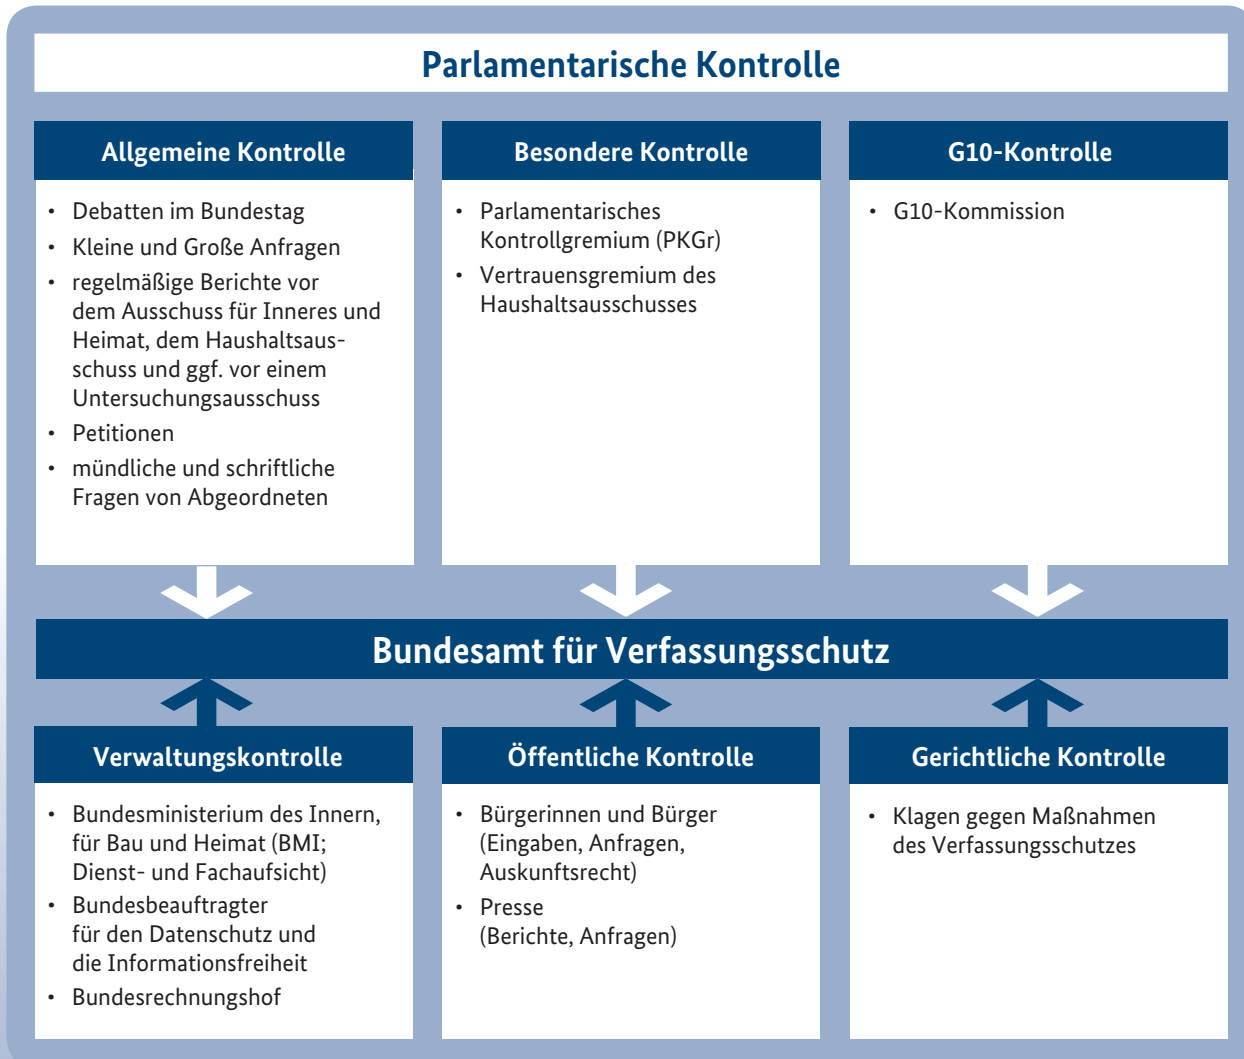 Parlamentarische Kontrolle
Allgemeine Kontrolle
• Debatten im Bundestag
• Kleine und Große Anfragen
• regelmäßige Berichte vor
dem Ausschuss für Inneres und
Heimat, dem Haushaltsaus-
schuss und ggf. vor einem
Untersuchungsausschuss
• Petitionen
• mündliche und schriftliche
Fragen von Abgeordneten
Besondere Kontrolle
• Parlamentarisches
Kontrollgremium (PKGr)
• Vertrauensgremium des
Haushaltsausschusses
G10-Kontrolle
• G10-Kommission
Bundesamt für Verfassungsschutz
Verwaltungskontrolle
• Bundesministerium des Innern,
für Bau und Heimat (BMI;
Dienst- und Fachaufsicht)
• Bundesbeauftragter
für den Datenschutz und
die Informationsfreiheit
• Bundesrechnungshof
Öffentliche Kontrolle
• Bürgerinnen und Bürger
(Eingaben, Anfragen,
Auskunftsrecht)
• Presse
(Berichte, Anfragen)
Gerichtliche Kontrolle
• Klagen gegen Maßnahmen
des Verfassungsschutzes